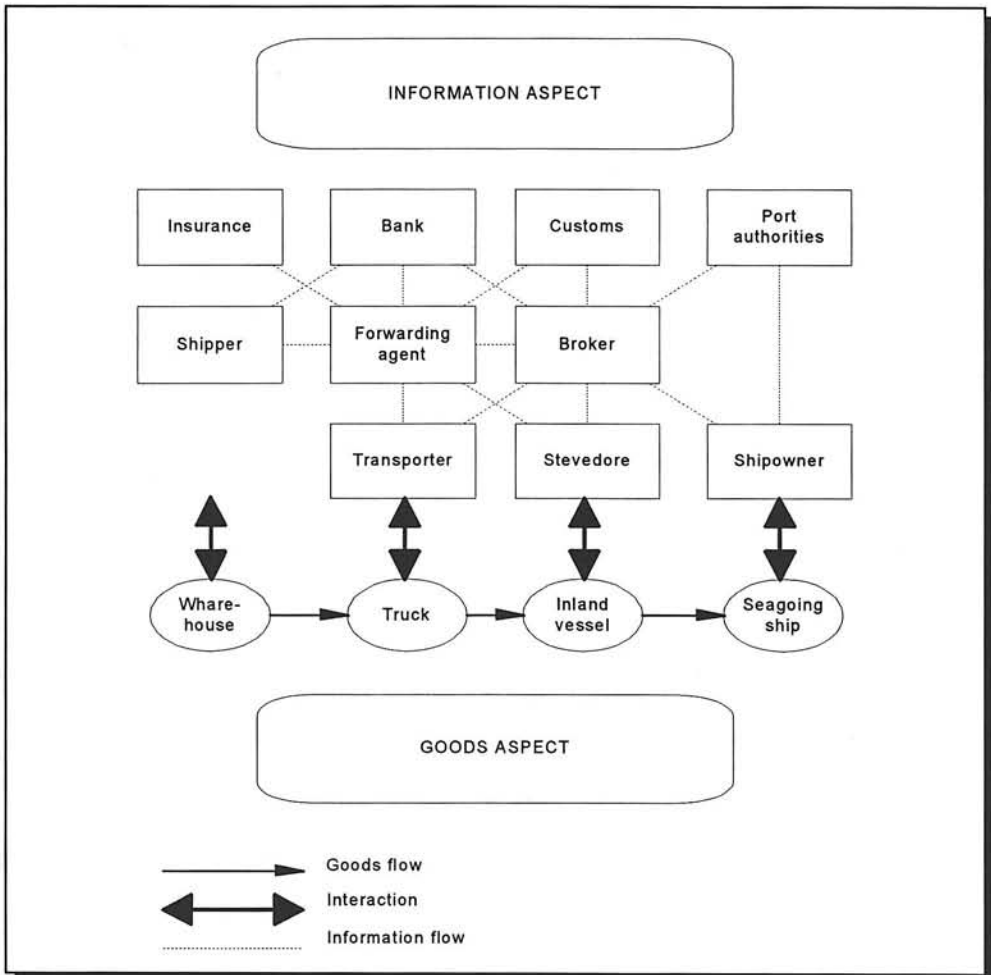 INFORMATION ASPECT
Insurance
Bank
Customs
Port
authorities
Shipper
Forwarding
agent
Broker
Transporter
Stevedore
Shipowner
Whare-
house
Truck
Inland
vessel
Seagoing
ship
GOODS ASPECT
Goods flow
Interaction
Information flow